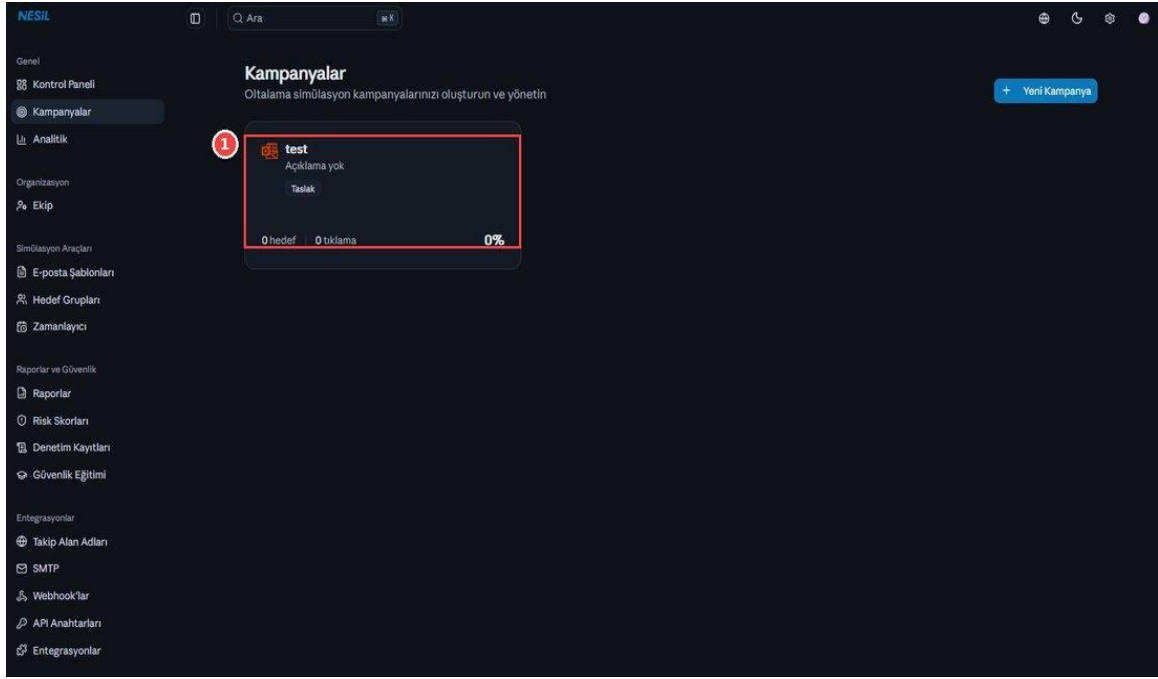 NESİL
Ara
⌘ K
Genel
Kontrol Paneli
Kampanyalar
Analitik
Organizasyon
Ekip
Simülasyon Araçları
E-posta Şablonları
Hedef Grupları
Zamanlayıcı
Raporlar ve Güvenlik
Raporlar
Risk Skorları
Denetim Kayıtları
Güvenlik Eğitimi
Entegrasyonlar
Takip Alan Adları
SMTP
Webhook'lar
API Anahtarları
Entegrasyonlar
Kampanyalar
Oltalama simülasyon kampanyalarınızı oluşturun ve yönetin
+ Yeni Kampanya
1
test
Açıklama yok
Taslak
0 hedef 0 tıklama 0%